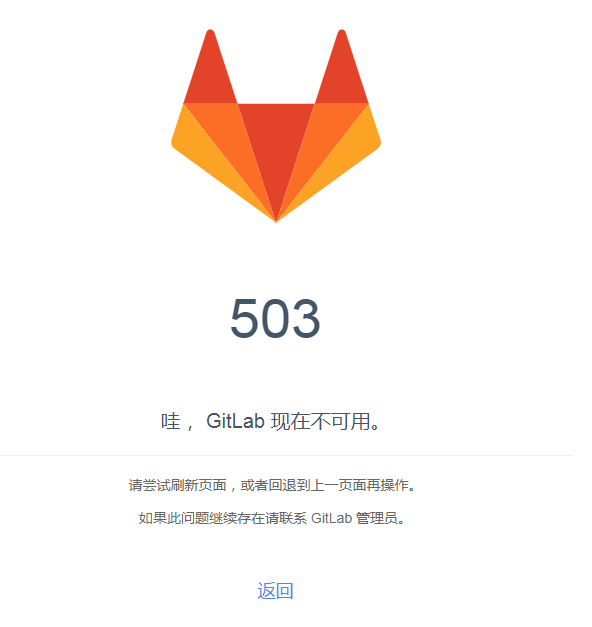 503
哇， GitLab 现在不可用。
请尝试刷新页面，或者回退到上一页面再操作。
如果此问题继续存在请联系 GitLab 管理员。
返回